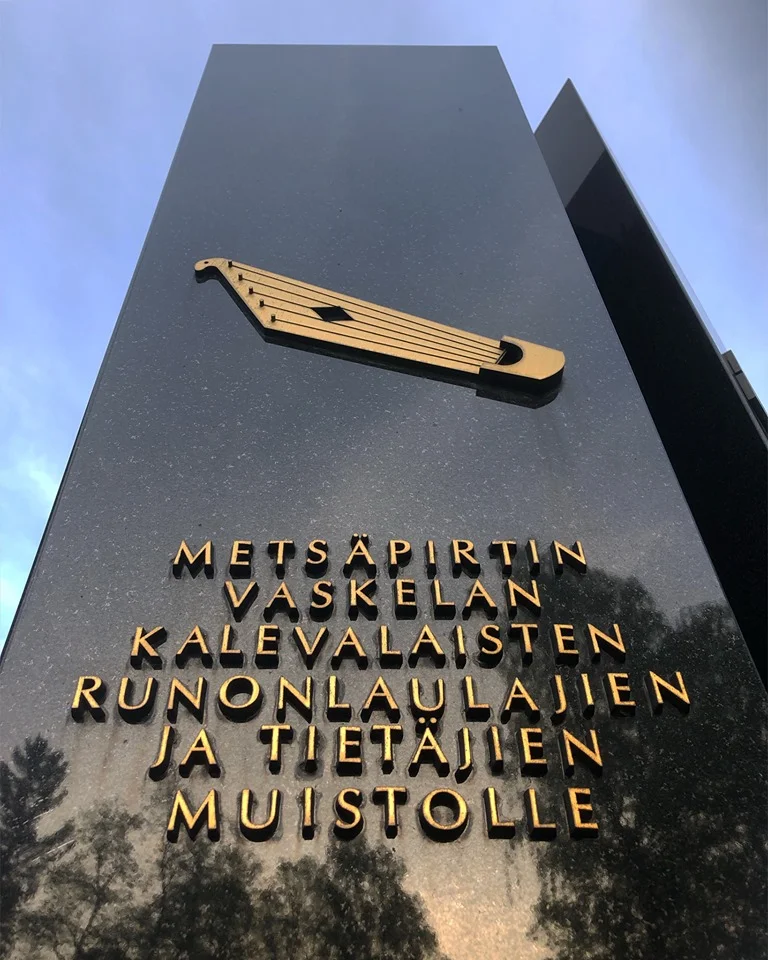 METSÄPIRTIN
VASKELAN
KALEVALAISTEN
RUNONLAULAJIEN
JA TIETÄJIEN
MUISTOLLE